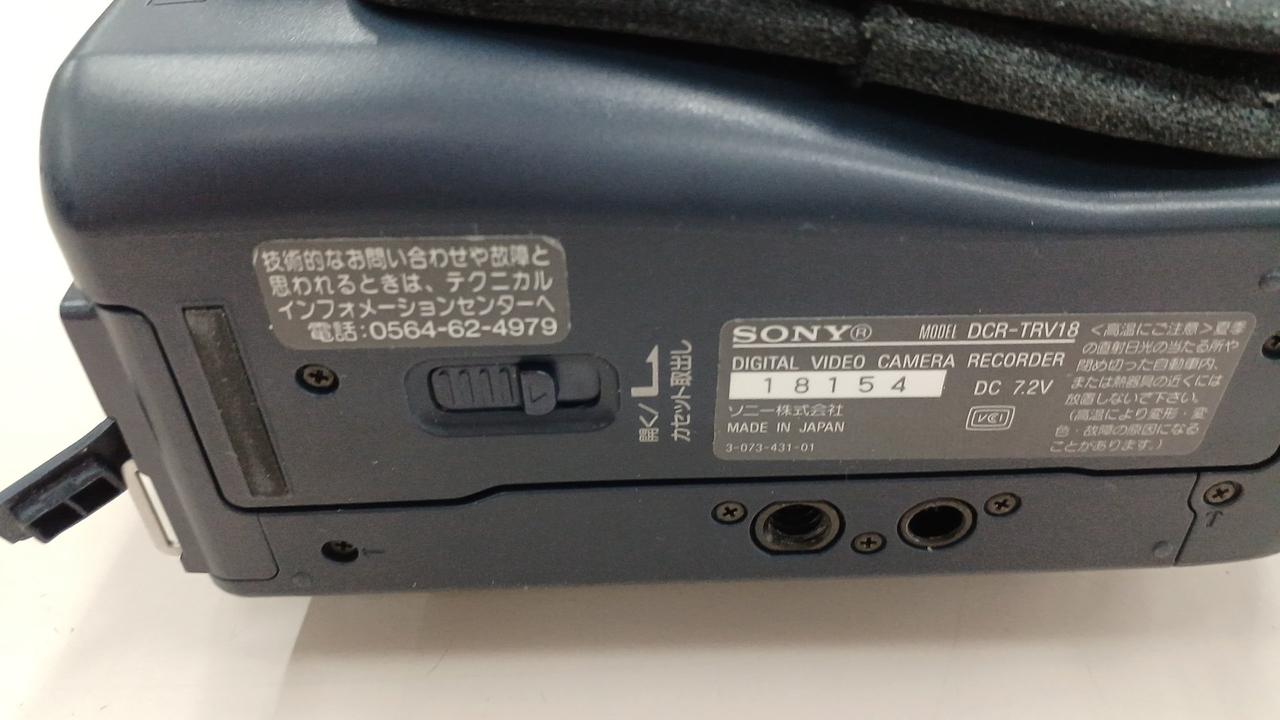 技術的なお問い合わせや故障と
思われるときは、テクニカル
インフォメーションセンターへ
電話:0564-62-4979
開く/
カセット取出し
SONY® MODEL DCR-TRV18
DIGITAL VIDEO CAMERA RECORDER
18154 DC 7.2V
ソニー株式会社
MADE IN JAPAN
3-073-431-01
VCI
<高温にご注意>夏季
の直射日光の当たる所や
閉め切った自動車内、
または熱器具の近くには
放置しないで下さい。
(高温により変形・変
色・故障の原因になる
ことがあります。)